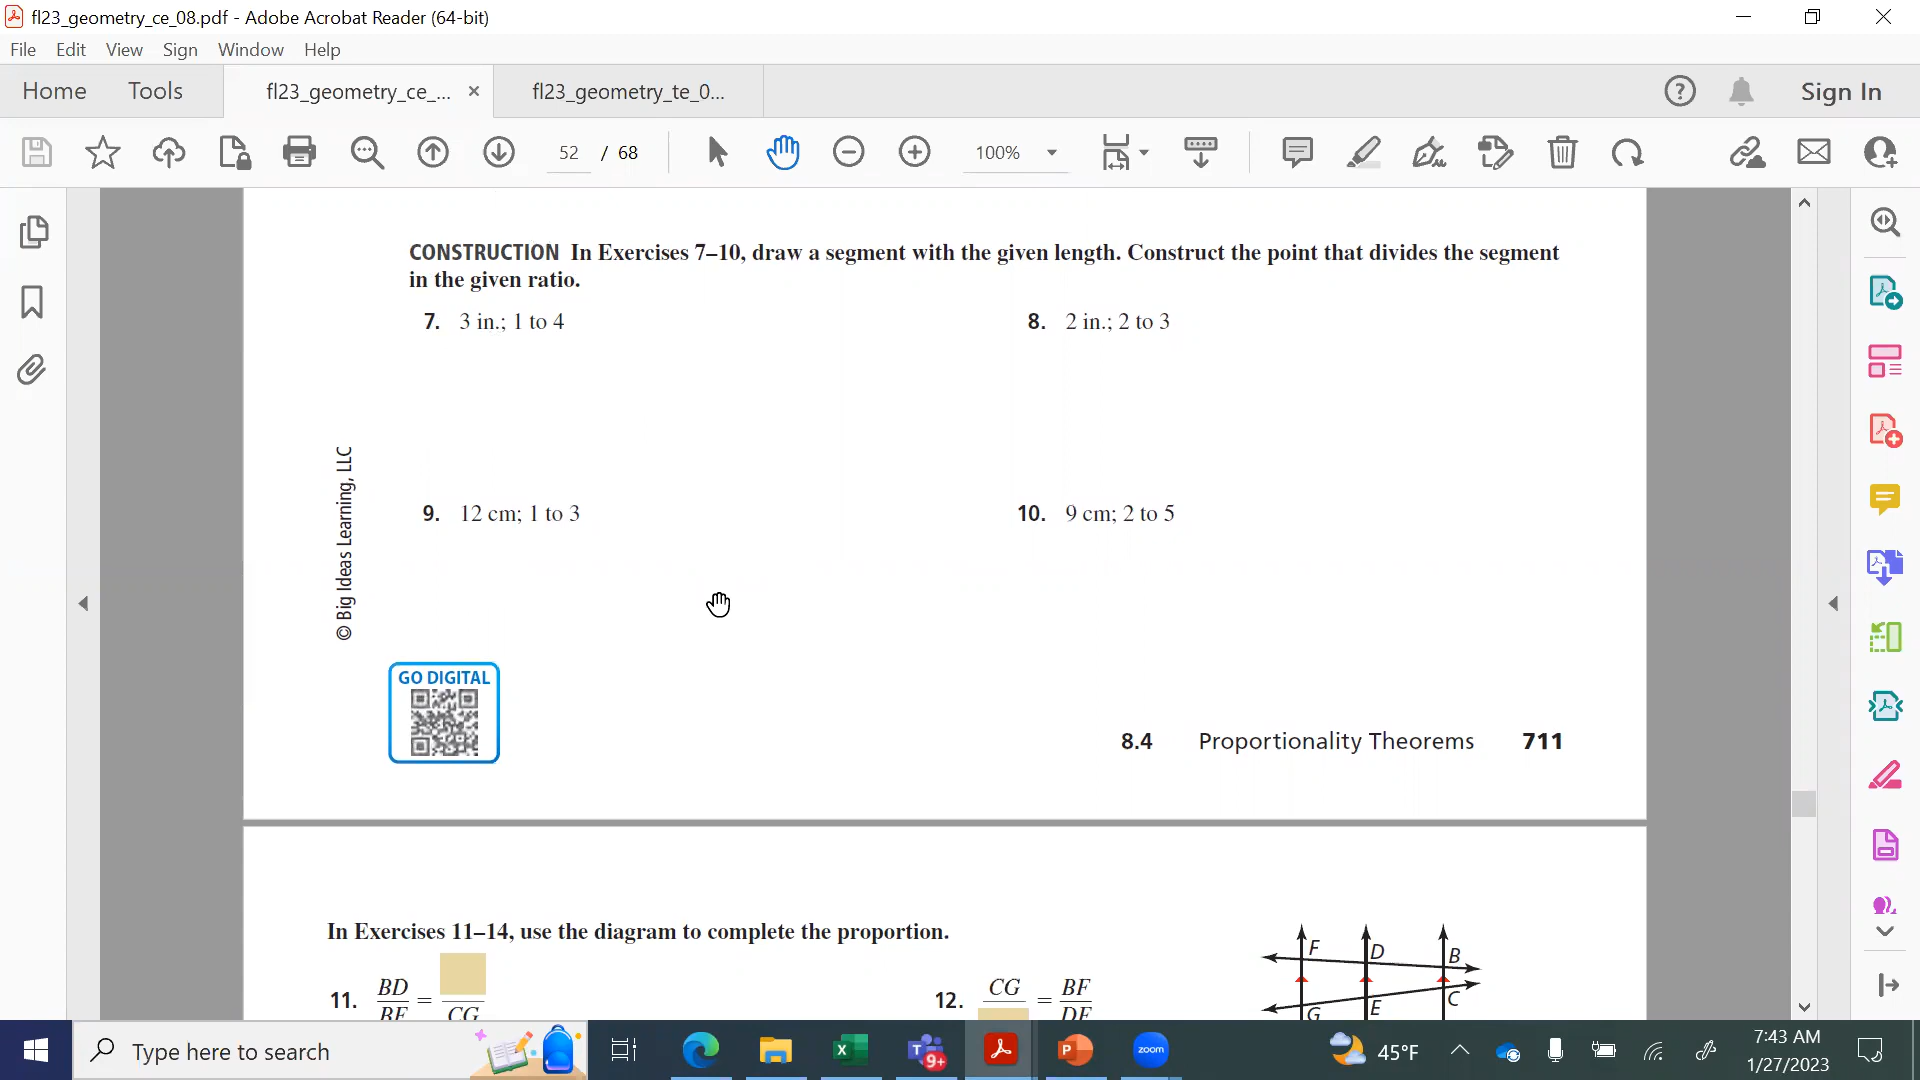 fl23_geometry_ce_08.pdf - Adobe Acrobat Reader (64-bit)
File Edit View Sign Window Help
Home Tools fl23_geometry_ce_... × fl23_geometry_te_0... ? Sign In
52 / 68 100%
CONSTRUCTION In Exercises 7–10, draw a segment with the given length. Construct the point that divides the segment
in the given ratio.
7. 3 in.; 1 to 4
8. 2 in.; 2 to 3
9. 12 cm; 1 to 3
10. 9 cm; 2 to 5
© Big Ideas Learning, LLC
GO DIGITAL
8.4 Proportionality Theorems 711
In Exercises 11–14, use the diagram to complete the proportion.
11. BD/BF = /CG
12. CG/ = BF/DF
F D B
G E C
Type here to search
9+
zoom
45°F
7:43 AM
1/27/2023